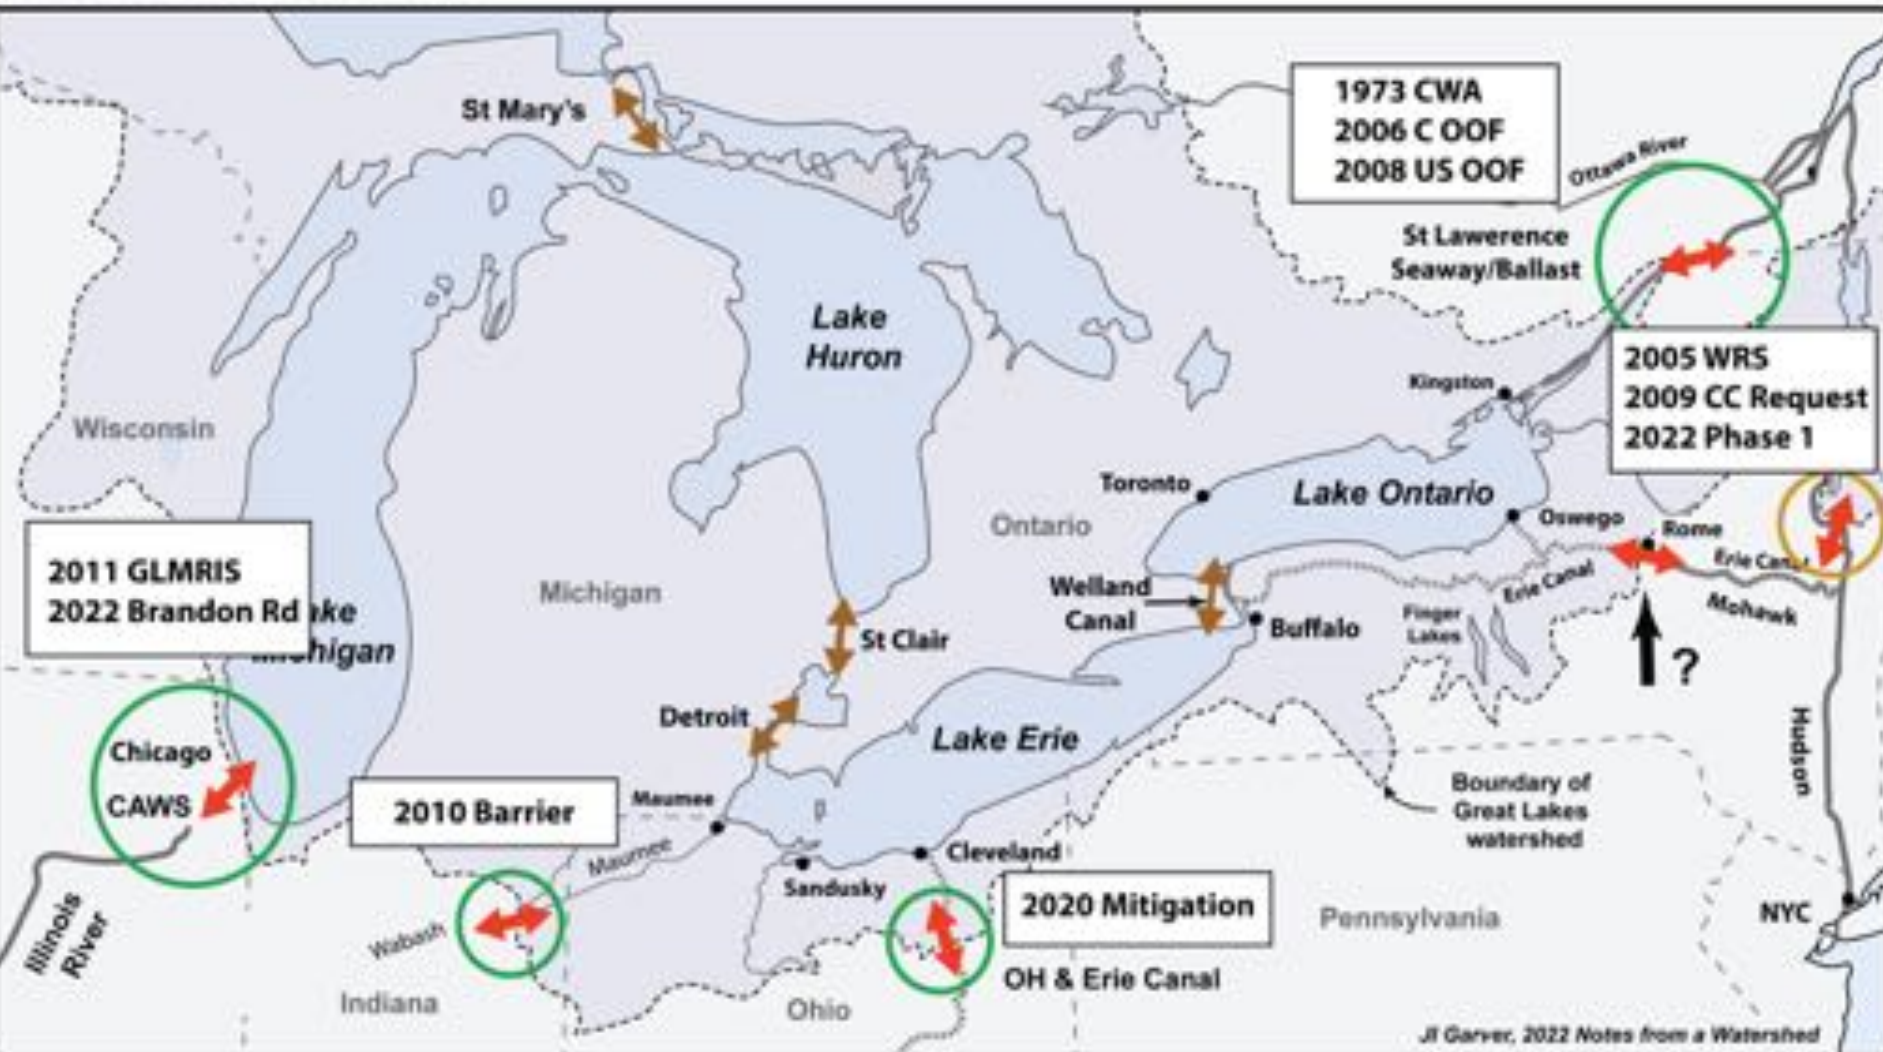 St Mary's
1973 CWA
2006 C OOF
2008 US OOF
Ottawa River
St Lawerence
Seaway/Ballast
Lake
Huron
2005 WRS
2009 CC Request
2022 Phase 1
Kingston
Wisconsin
Toronto
Lake Ontario
Oswego
Rome
Ontario
Erie Canal
Erie Canal
Mohawk
2011 GLMRIS
2022 Brandon Rd
ake
Michigan
Michigan
Welland
Canal
Buffalo
Finger
Lakes
St Clair
?
Detroit
Lake Erie
Hudson
Chicago
CAWS
Boundary of
Great Lakes
watershed
2010 Barrier
Maumee
Maumee
Cleveland
Sandusky
2020 Mitigation
Pennsylvania
NYC
Illinois
River
Wabash
OH & Erie Canal
Indiana
Ohio
JI Garver, 2022 Notes from a Watershed